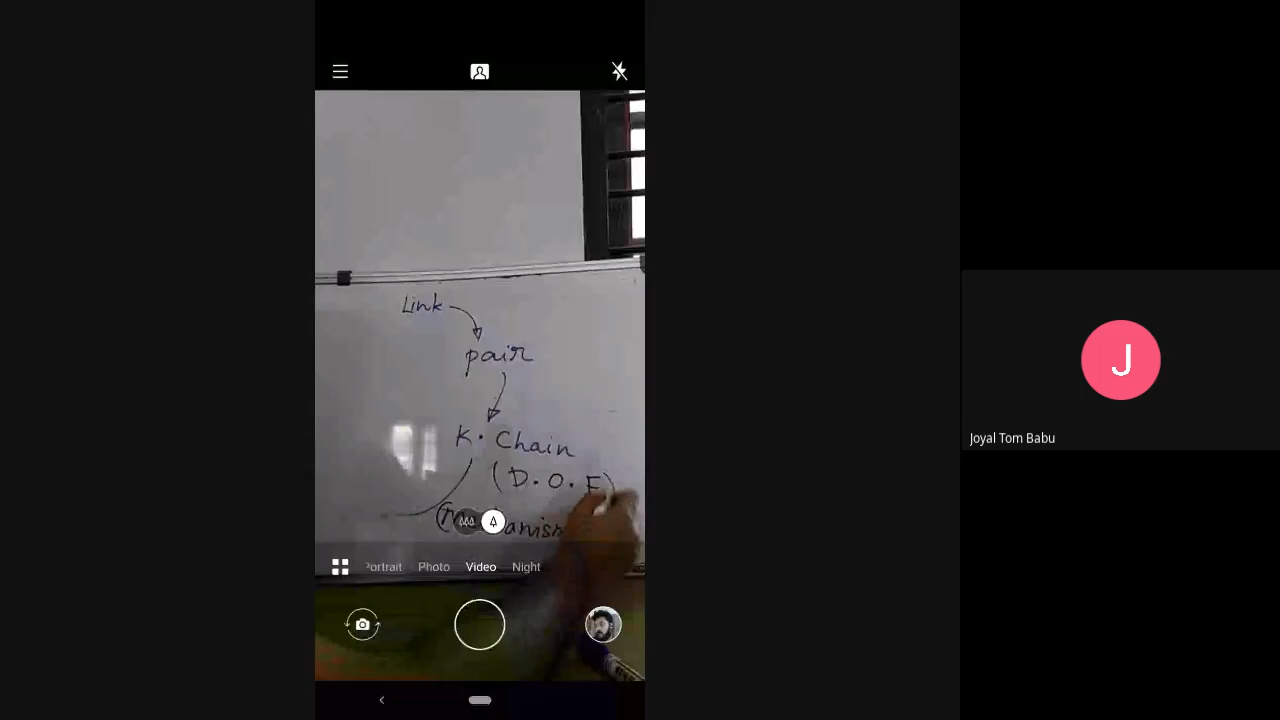 Link
pair
K. Chain
(D.O.F)
Portrait Photo Video Night
J
Joyal Tom Babu